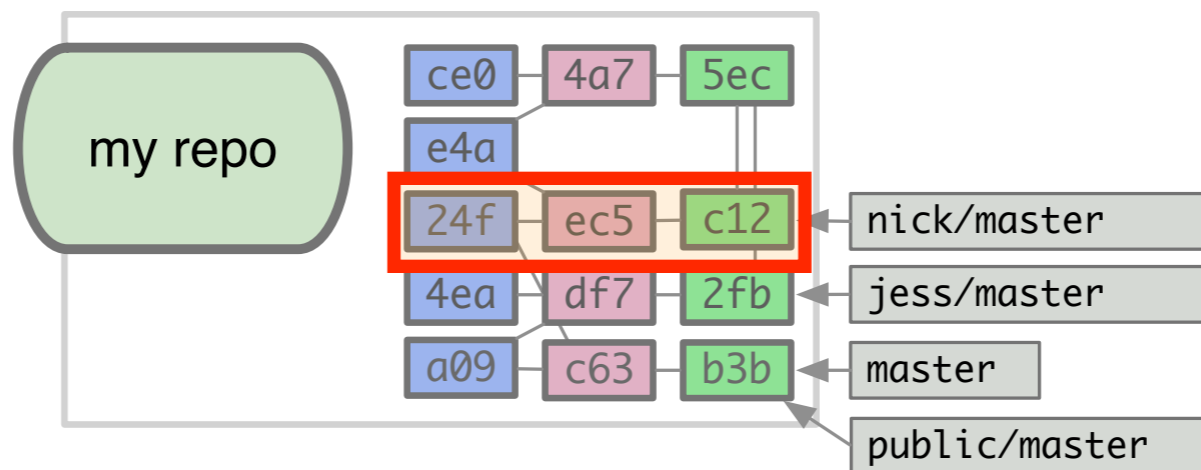 my repo
ce0 4a7 5ec
e4a
24f ec5 c12 nick/master
4ea df7 2fb jess/master
a09 c63 b3b master
public/master